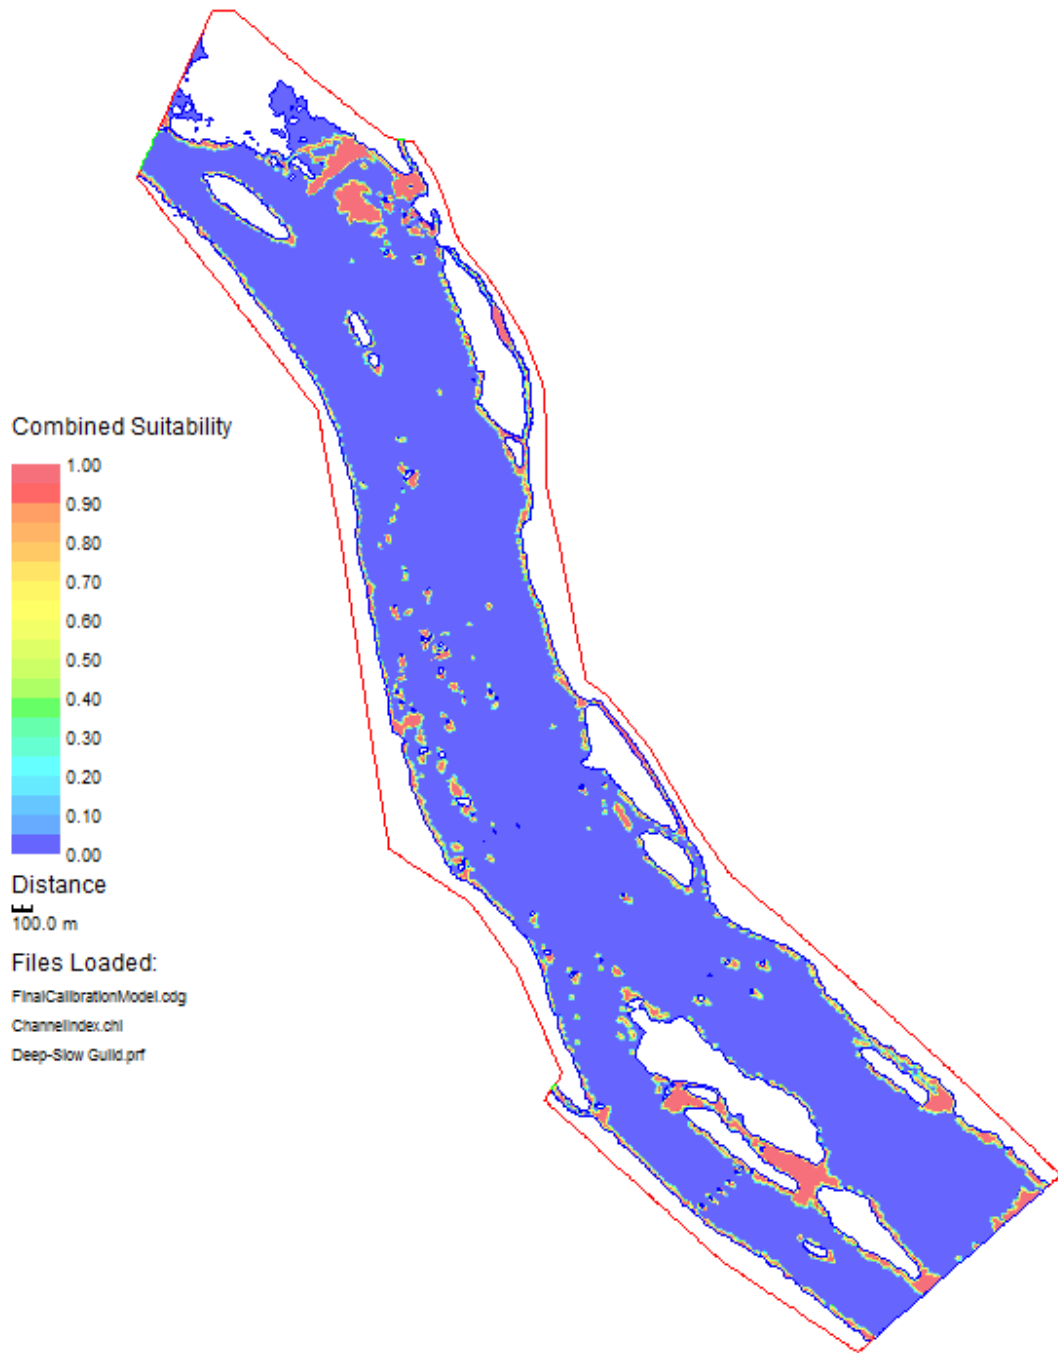 Combined Suitability
1.00
0.90
0.80
0.70
0.60
0.50
0.40
0.30
0.20
0.10
0.00
Distance
100.0 m
Files Loaded:
FinalCalibrationModel.cdg
ChannelIndex.chi
Deep-Slow Guild.prf